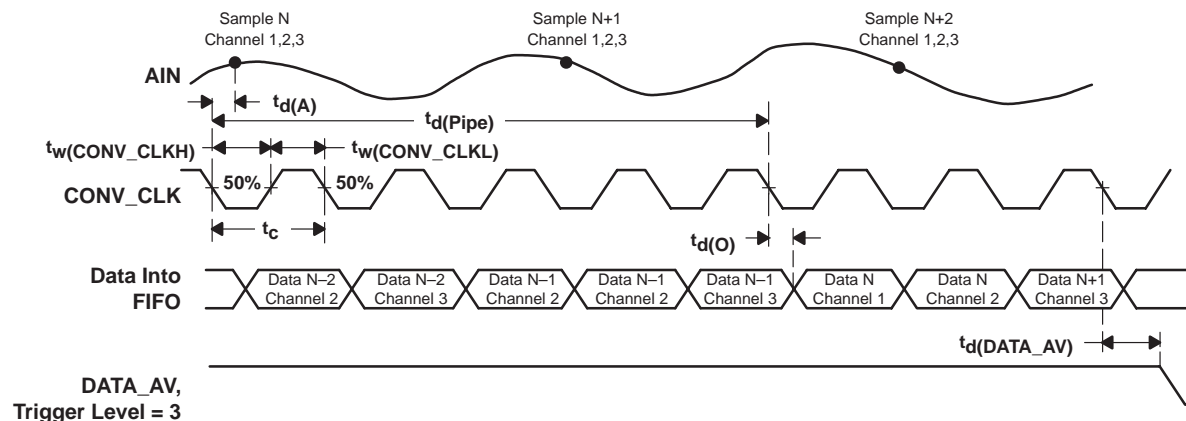 Sample N
Channel 1,2,3
Sample N+1
Channel 1,2,3
Sample N+2
Channel 1,2,3
AIN
td(A)
td(Pipe)
tw(CONV_CLKH)
tw(CONV_CLKL)
CONV_CLK
50%
50%
tc
td(O)
Data Into
FIFO
Data N–2
Channel 2
Data N–2
Channel 3
Data N–1
Channel 2
Data N–1
Channel 2
Data N–1
Channel 3
Data N
Channel 1
Data N
Channel 2
Data N+1
Channel 3
td(DATA_AV)
DATA_AV,
Trigger Level = 3